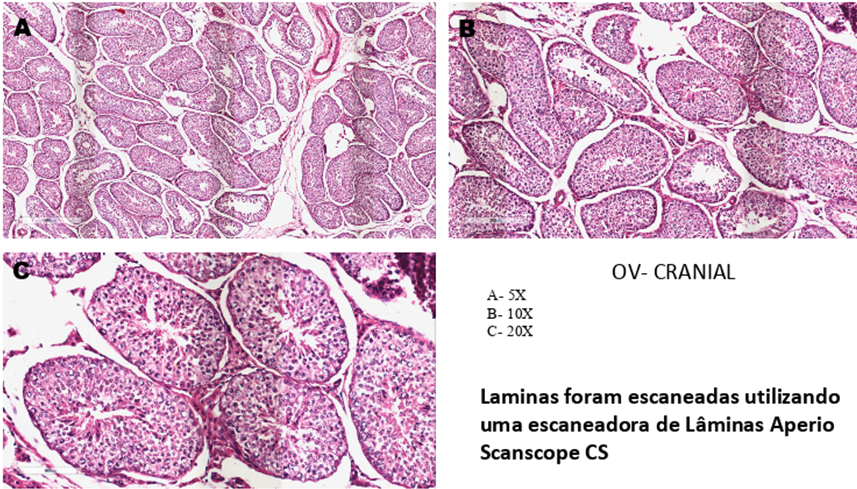 A
B
C
OV- CRANIAL
A- 5X
B- 10X
C- 20X
Laminas foram escaneadas utilizando
uma escaneadora de Lâminas Aperio
Scanscope CS